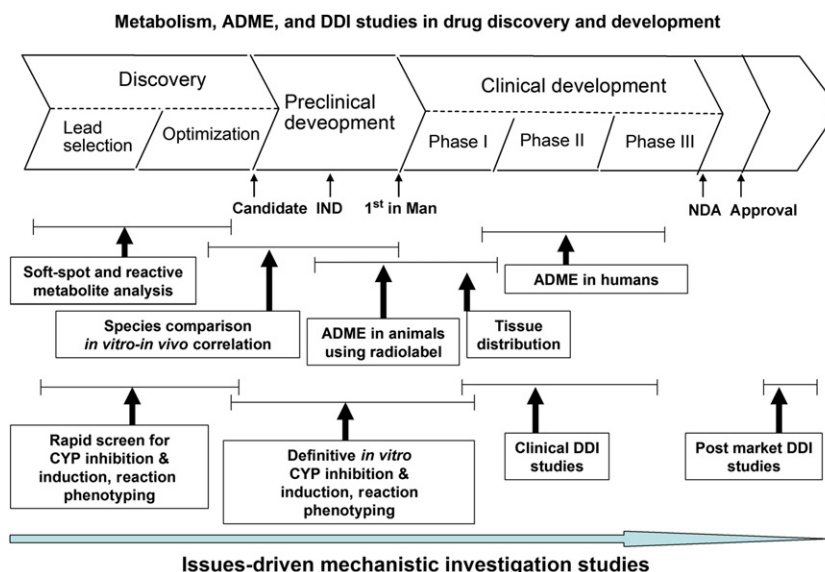 Metabolism, ADME, and DDI studies in drug discovery and development
Discovery
Lead
selection
Optimization
Preclinical
deveopment
Clinical development
Phase I
Phase II
Phase III
Candidate
IND
1st in Man
NDA
Approval
Soft-spot and reactive
metabolite analysis
Species comparison
in vitro-in vivo correlation
ADME in animals
using radiolabel
Tissue
distribution
ADME in humans
Rapid screen for
CYP inhibition &
induction, reaction
phenotyping
Definitive in vitro
CYP inhibition &
induction, reaction
phenotyping
Clinical DDI
studies
Post market DDI
studies
Issues-driven mechanistic investigation studies